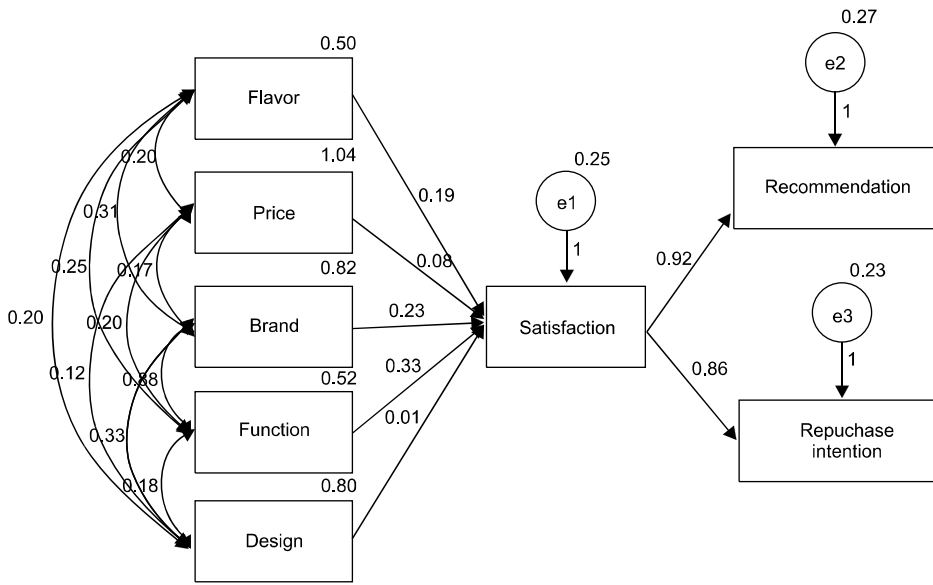 0.50
Flavor
0.27
e2
1
0.20
1.04
0.25
Recommendation
0.31
Price
0.19
e1
0.25
0.17
0.82
0.08
1
0.92
0.23
0.20
0.20
Brand
0.23
Satisfaction
e3
0.12
0.52
0.33
0.86
1
0.33
Function
0.01
Repuchase
intention
0.18
0.80
Design